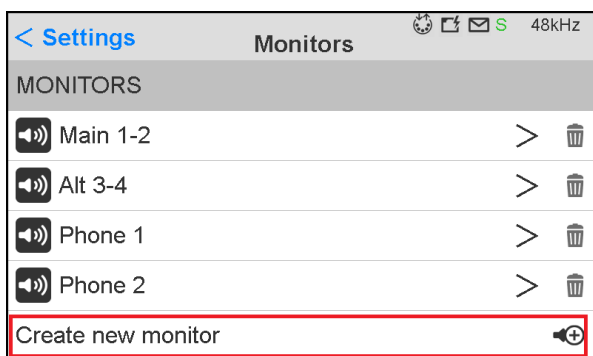 < Settings
Monitors
S 48kHz
MONITORS
Main 1-2
Alt 3-4
Phone 1
Phone 2
Create new monitor